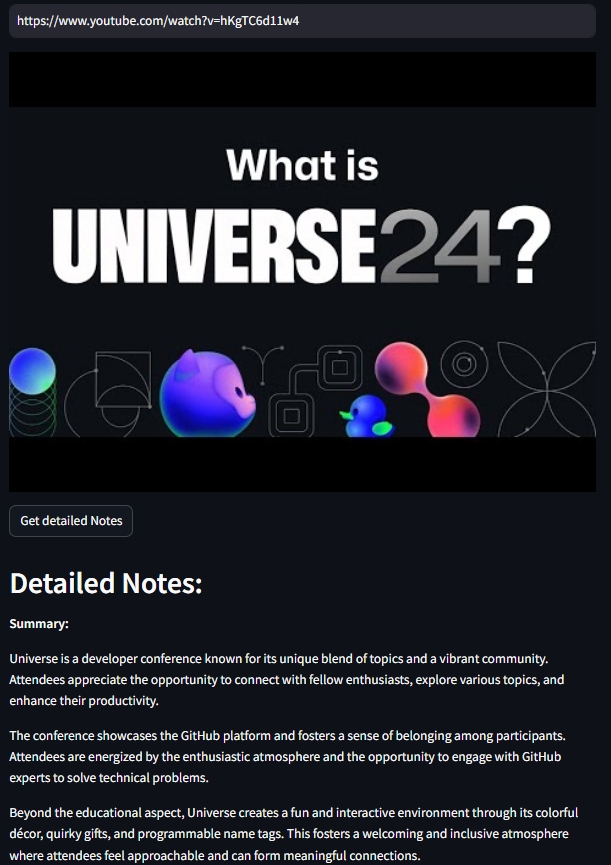 https://www.youtube.com/watch?v=hKgTC6d11w4
What is
UNIVERSE24?
Get detailed Notes
Detailed Notes:
Summary:
Universe is a developer conference known for its unique blend of topics and a vibrant community.
Attendees appreciate the opportunity to connect with fellow enthusiasts, explore various topics, and
enhance their productivity.
The conference showcases the GitHub platform and fosters a sense of belonging among participants.
Attendees are energized by the enthusiastic atmosphere and the opportunity to engage with GitHub
experts to solve technical problems.
Beyond the educational aspect, Universe creates a fun and interactive environment through its colorful
décor, quirky gifts, and programmable name tags. This fosters a welcoming and inclusive atmosphere
where attendees feel approachable and can form meaningful connections.